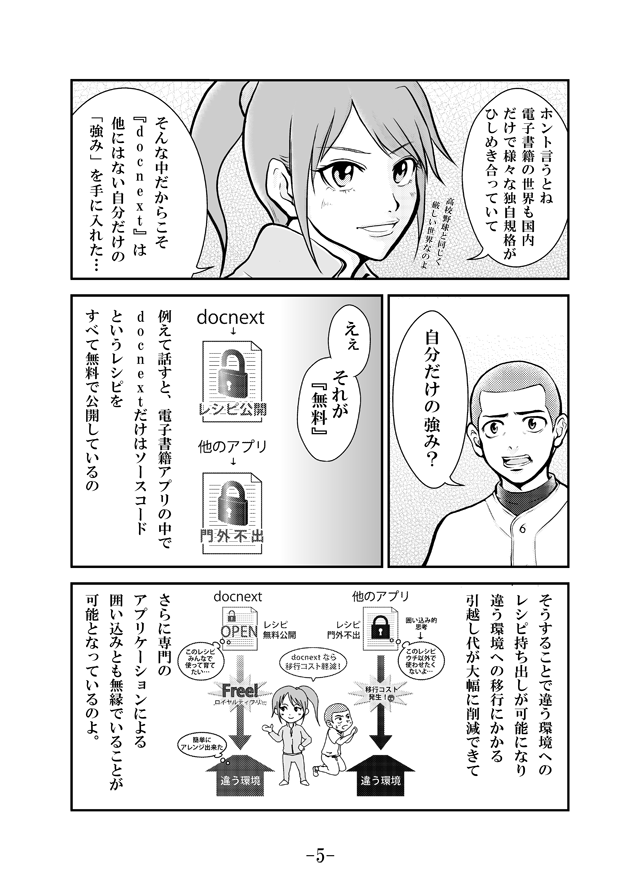 ホント言うとね
電子書籍の世界も国内
だけで様々な独自規格が
ひしめき合っていて
高校野球と同じく
厳しい世界なのよ
そんな中だからこそ
『docnext』は
他にはない自分だけの
「強み」を手に入れた…
自分だけの強み？
ええ
それが
『無料』
docnext
↓
レシピ公開
他のアプリ
↓
門外不出
例えて話すと、電子書籍アプリの中で
docnextだけはソースコード
というレシピを
すべて無料で公開しているの
そうすることで違う環境への
レシピ持ち出しが可能になり
違う環境への移行にかかる
引越し代が大幅に削減できて
docnext
OPEN
レシピ
無料公開
このレシピ
みんなで
使って育て
たい…
Free!
ロイヤルティフリー
簡単に
アレンジ出来た
違う環境
docnextなら
移行コスト軽減！
他のアプリ
レシピ
門外不出
囲い込み的
思考
↓
このレシピ
ウチ以外で
使わせたく
ないよ…
移行コスト
発生！
違う環境
さらに専門の
アプリケーションによる
囲い込みとも無縁でいることが
可能となっているのよ。
6
-5-